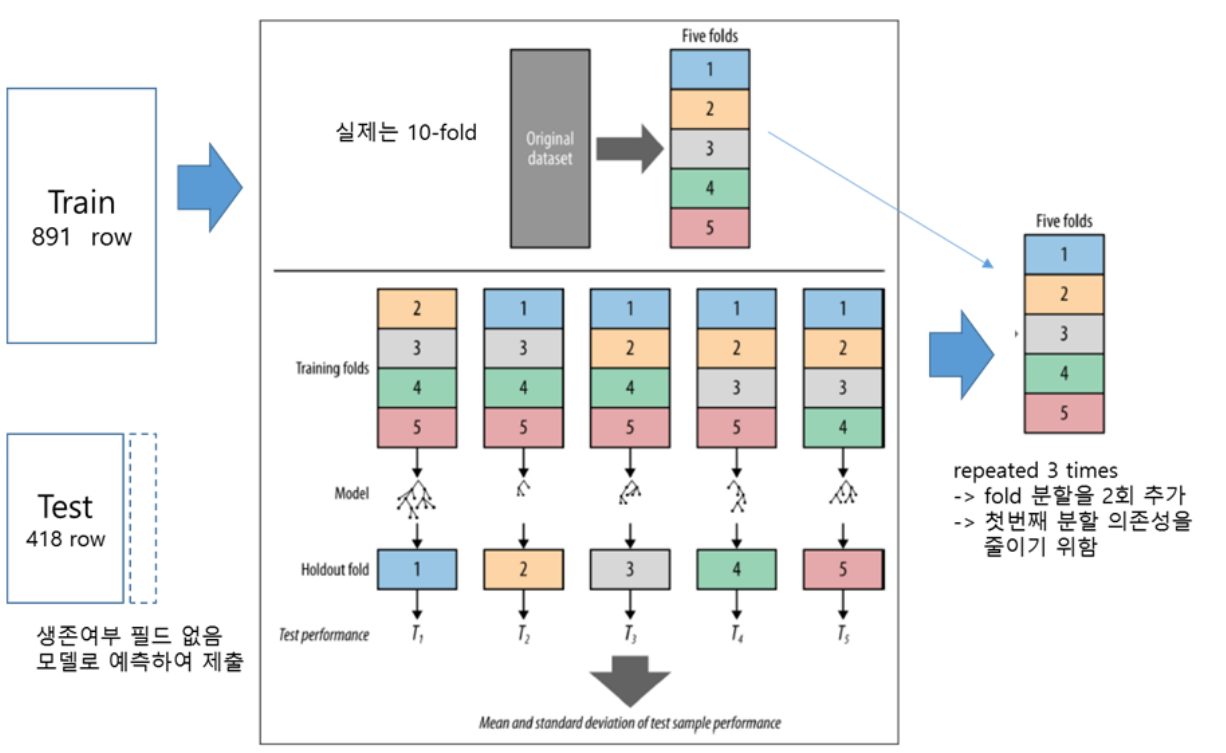 Train
891 row
Test
418 row
생존여부 필드 없음
모델로 예측하여 제출
실제는 10-fold
Original
dataset
Five folds
1
2
3
4
5
Training folds
2 1 1 1 1
3 3 2 2 2
4 4 4 3 3
5 5 5 5 4
Model
Holdout fold 1 2 3 4 5
Test performance T1 T2 T3 T4 T5
Mean and standard deviation of test sample performance
Five folds
1
2
3
4
5
repeated 3 times
-> fold 분할을 2회 추가
-> 첫번째 분할 의존성을
줄이기 위함